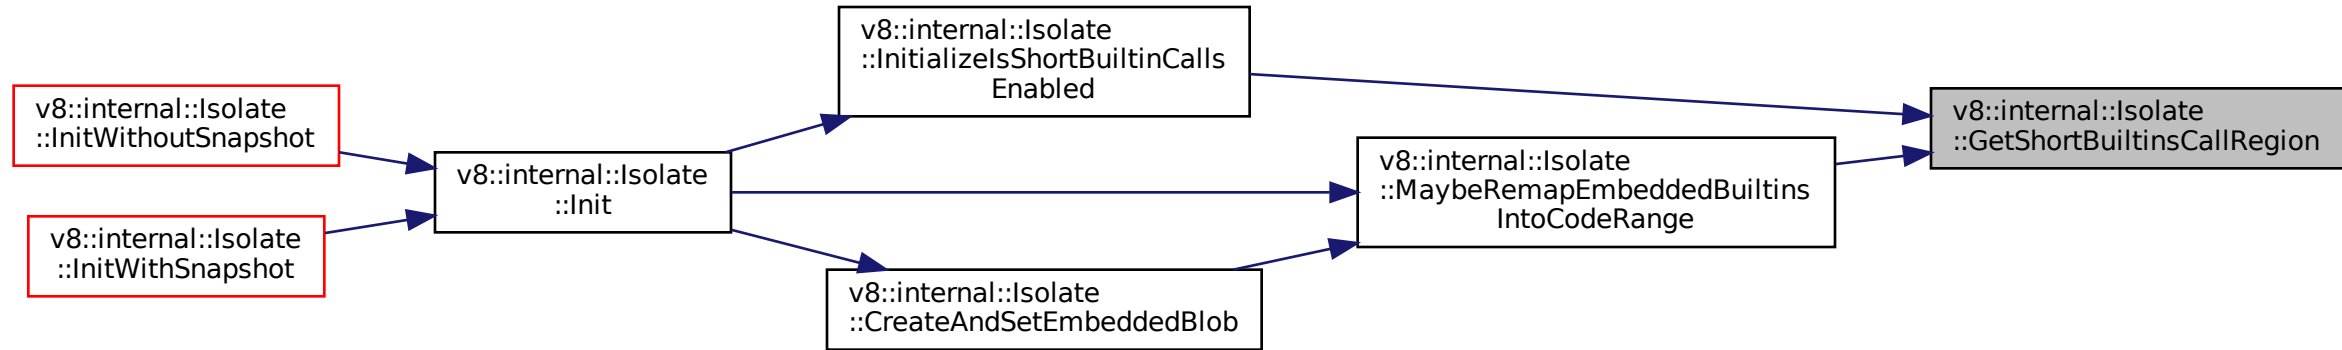 v8::internal::Isolate
::InitWithoutSnapshot
v8::internal::Isolate
::InitWithSnapshot
v8::internal::Isolate
::Init
v8::internal::Isolate
::InitializeIsShortBuiltinCalls
Enabled
v8::internal::Isolate
::CreateAndSetEmbeddedBlob
v8::internal::Isolate
::MaybeRemapEmbeddedBuiltins
IntoCodeRange
v8::internal::Isolate
::GetShortBuiltinsCallRegion